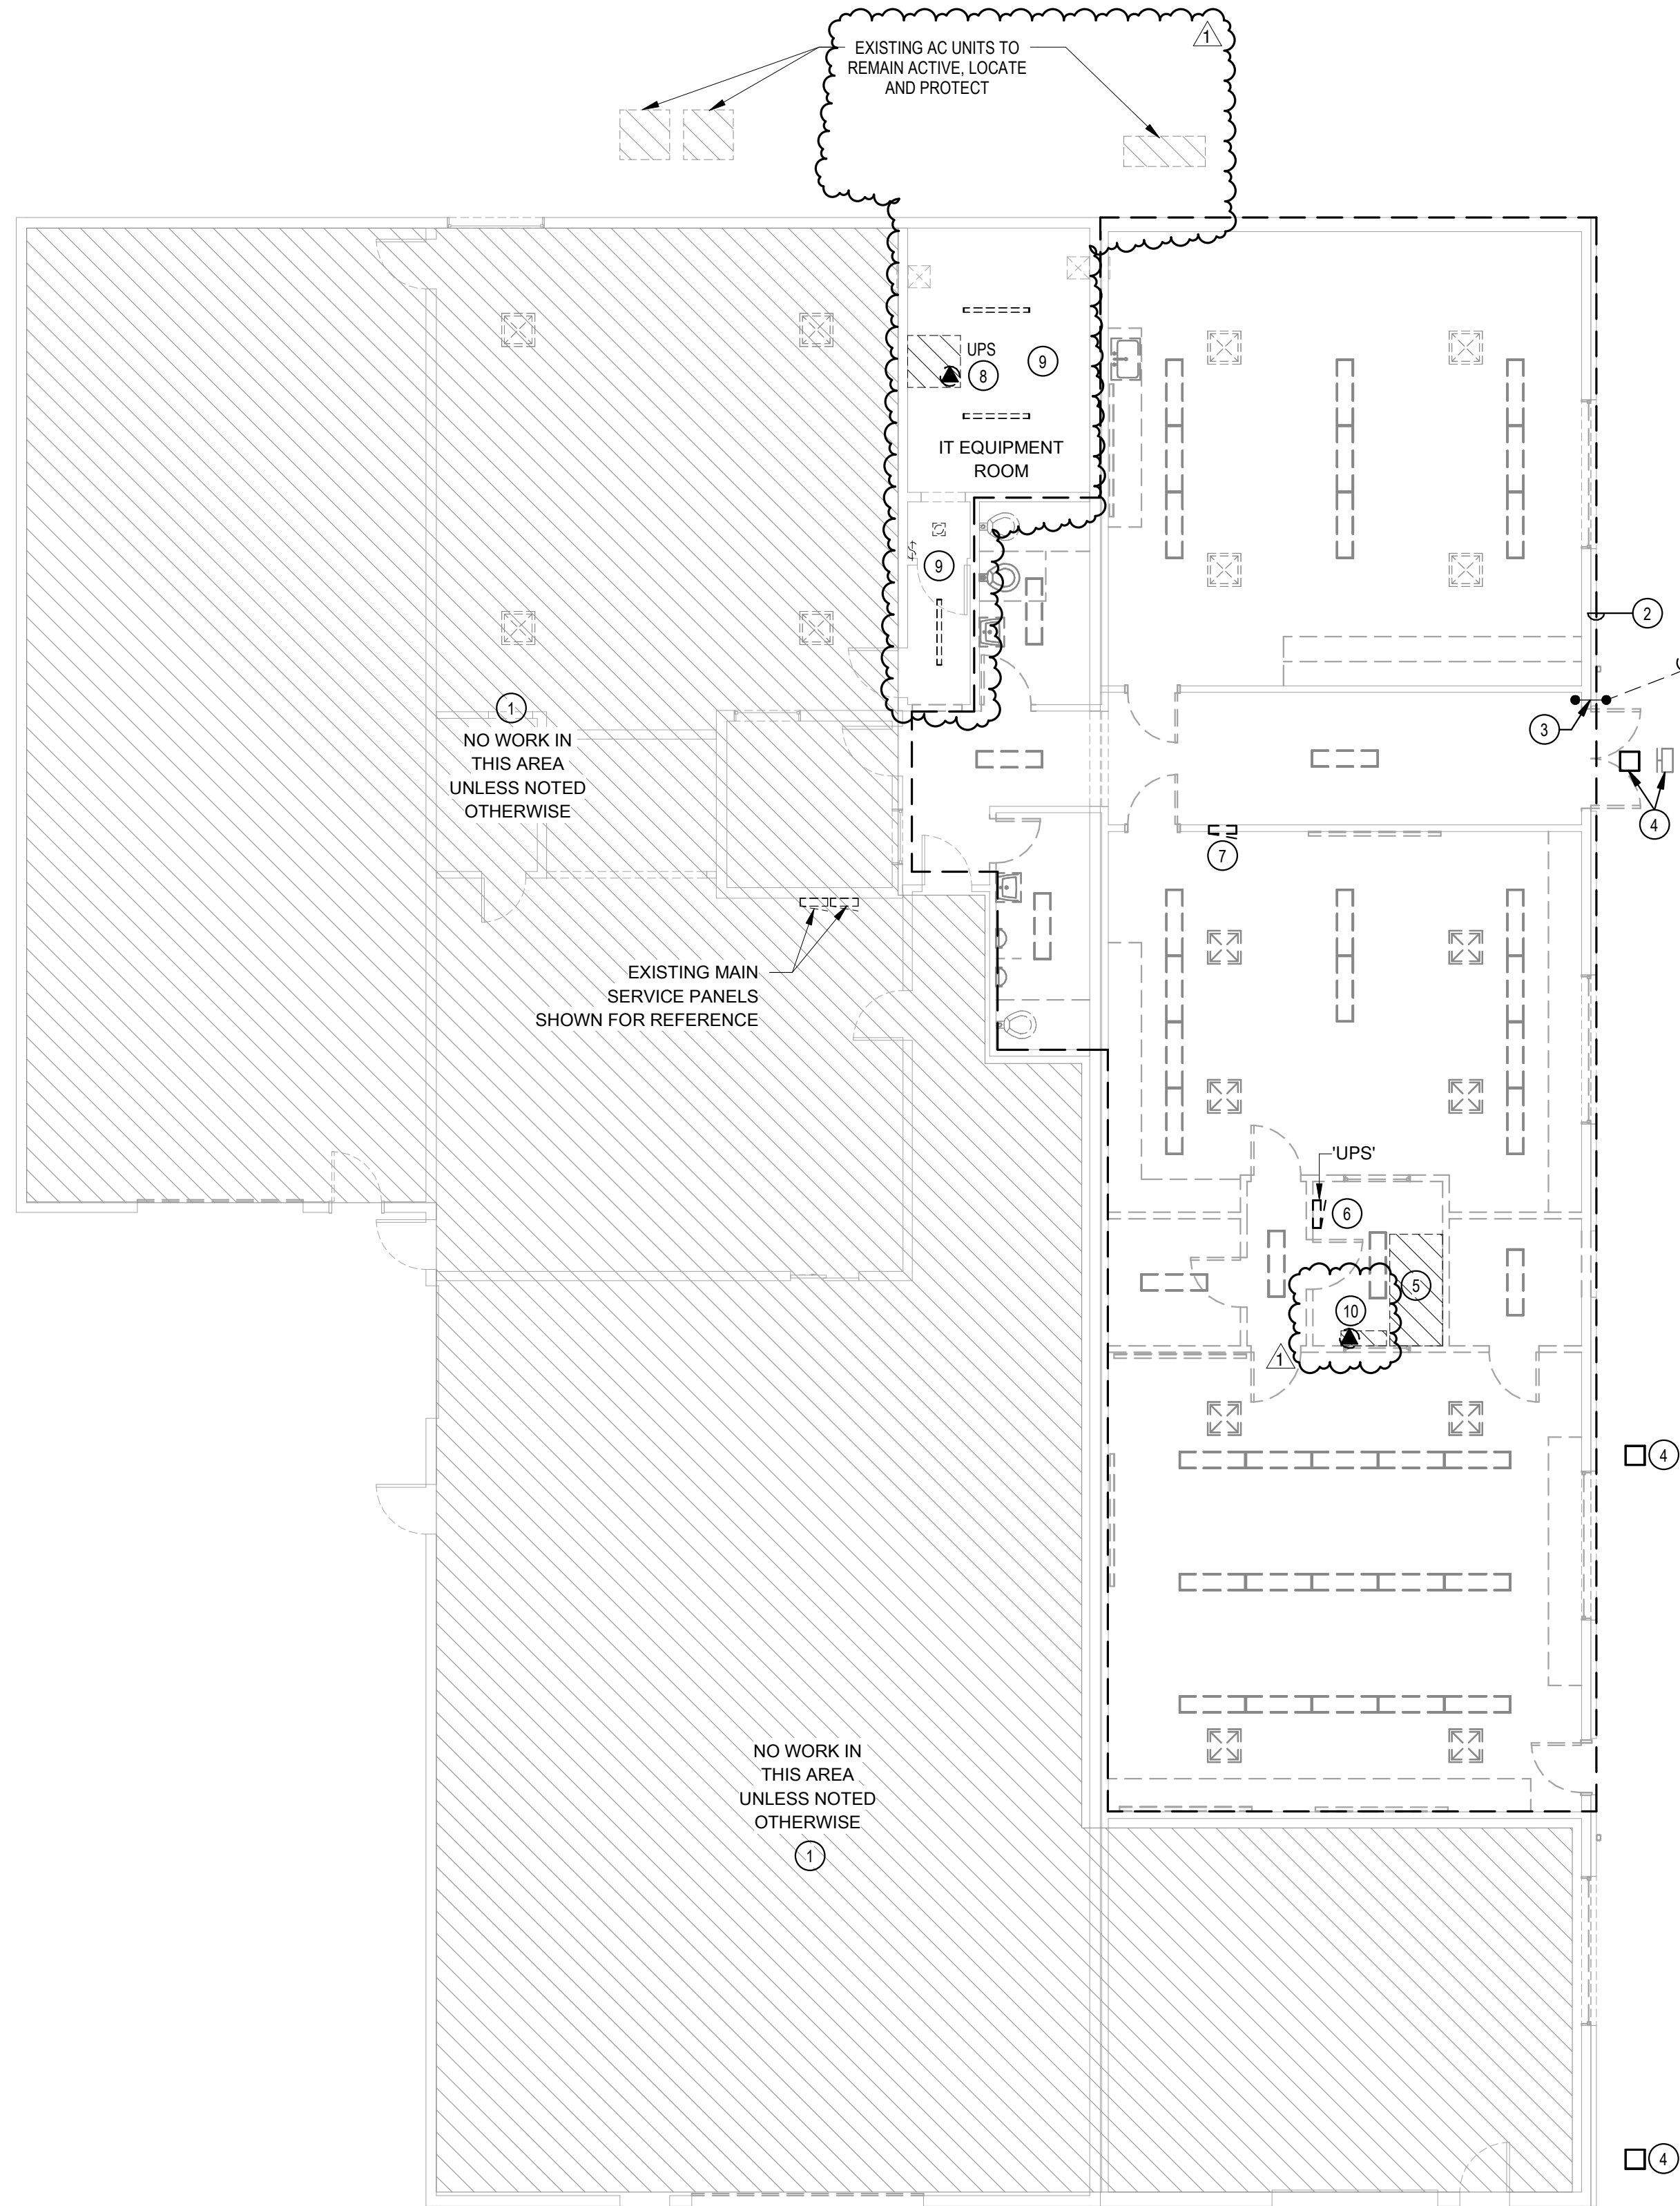 1
EXISTING AC UNITS TO
REMAIN ACTIVE, LOCATE
AND PROTECT
UPS
8
9
IT EQUIPMENT
ROOM
9
2
3
4
1
NO WORK IN
THIS AREA
UNLESS NOTED
OTHERWISE
7
EXISTING MAIN
SERVICE PANELS
SHOWN FOR REFERENCE
'UPS'
6
5
10
1
4
NO WORK IN
THIS AREA
UNLESS NOTED
OTHERWISE
1
4